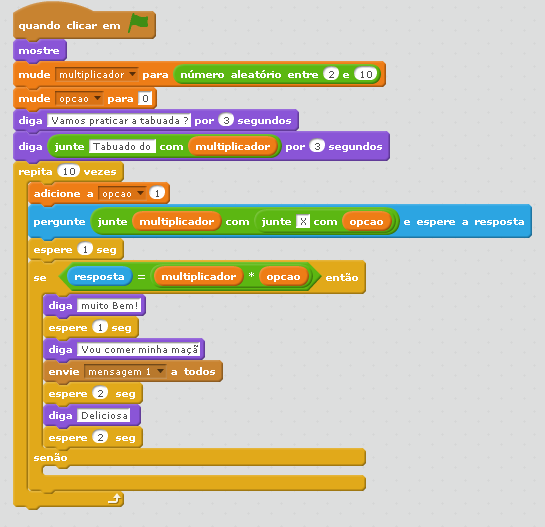 quando clicar em
mostre
mude multiplicador para número aleatório entre 2 e 10
mude opcao para 0
diga Vamos praticar a tabuada ? por 3 segundos
diga junte Tabuado do com multiplicador por 3 segundos
repita 10 vezes
adicione a opcao 1
pergunte junte multiplicador com junte X com opcao e espere a resposta
espere 1 seg
se resposta = multiplicador * opcao então
diga muito Bem!
espere 1 seg
diga Vou comer minha maçã
envie mensagem 1 a todos
espere 2 seg
diga Deliciosa
espere 2 seg
senão